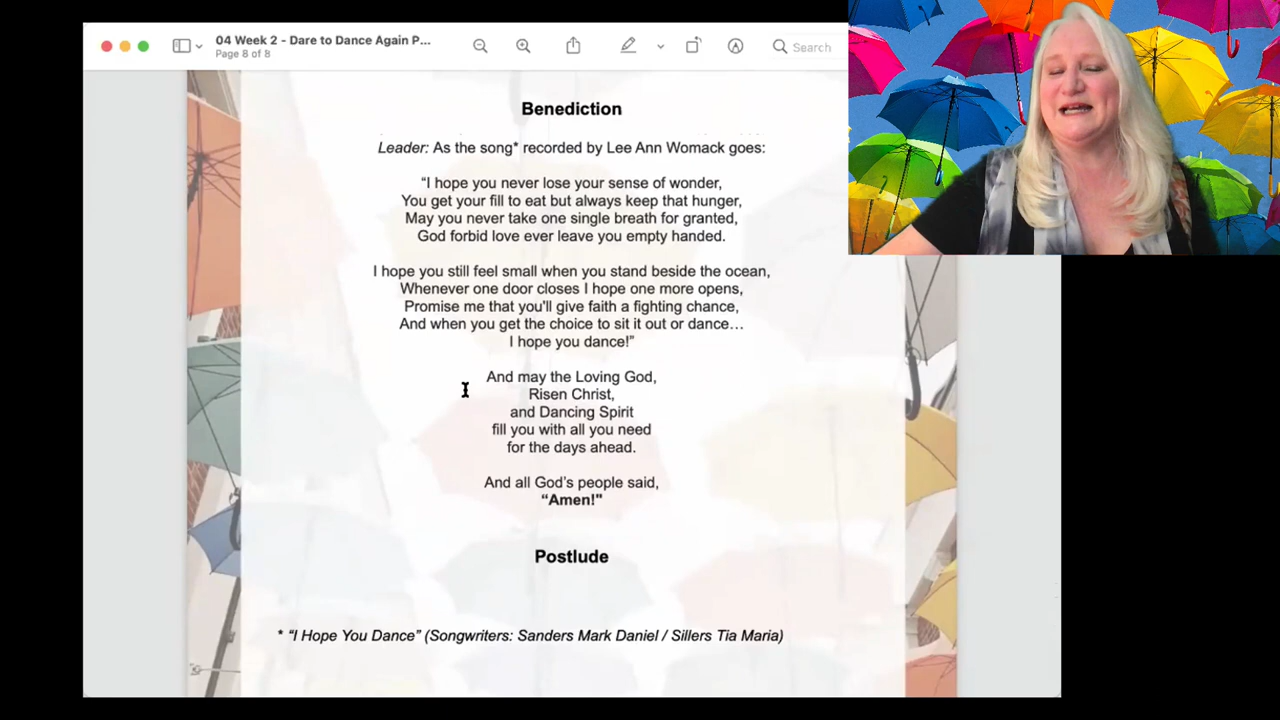 04 Week 2 - Dare to Dance Again P...
Page 8 of 8
Search
Benediction
Leader: As the song* recorded by Lee Ann Womack goes:
“I hope you never lose your sense of wonder,
You get your fill to eat but always keep that hunger,
May you never take one single breath for granted,
God forbid love ever leave you empty handed.
I hope you still feel small when you stand beside the ocean,
Whenever one door closes I hope one more opens,
Promise me that you'll give faith a fighting chance,
And when you get the choice to sit it out or dance…
I hope you dance!”
And may the Loving God,
Risen Christ,
and Dancing Spirit
fill you with all you need
for the days ahead.
And all God’s people said,
“Amen!"
Postlude
* “I Hope You Dance” (Songwriters: Sanders Mark Daniel / Sillers Tia Maria)